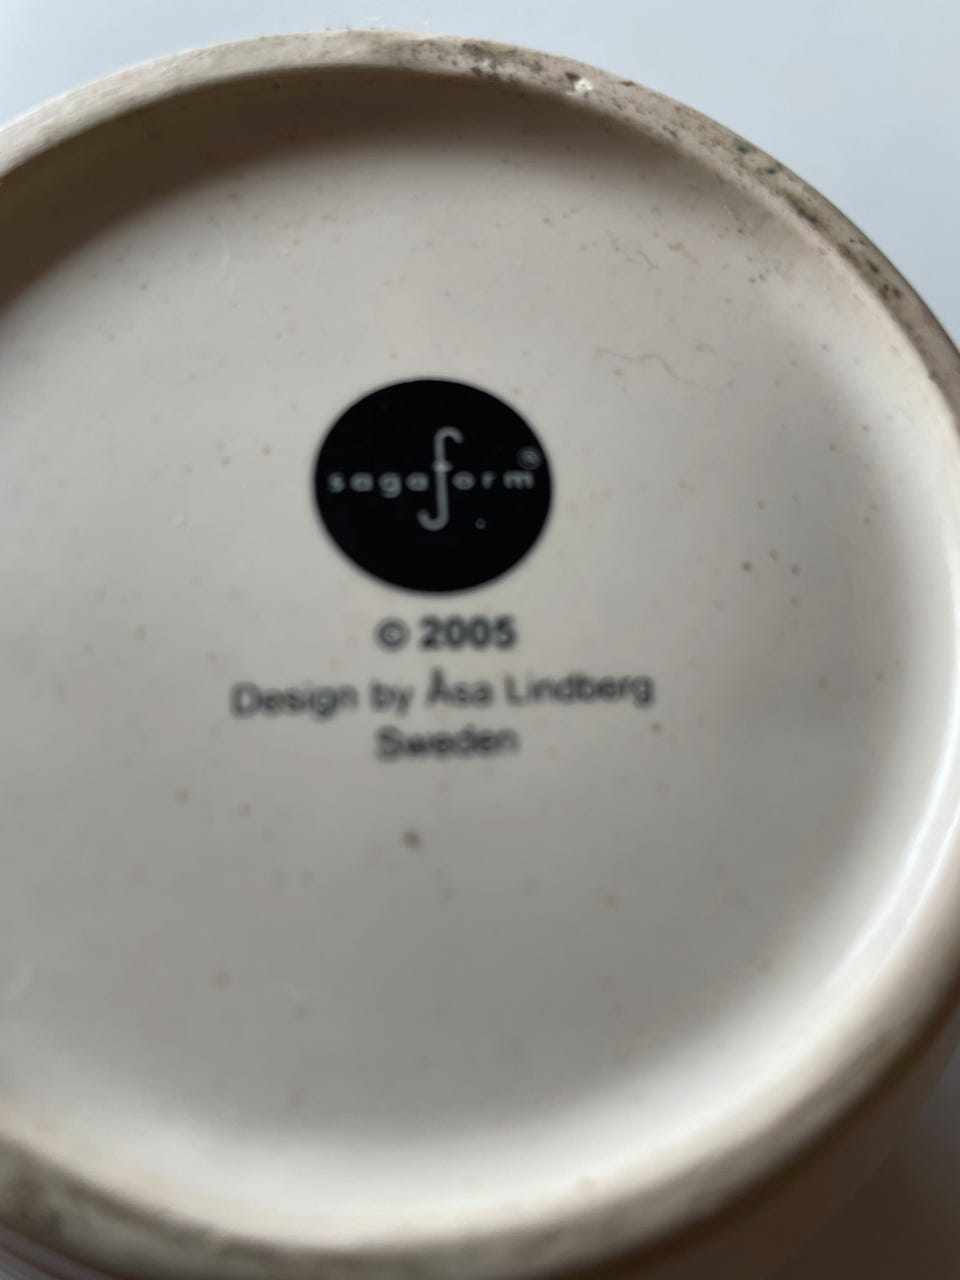 sagaform®
© 2005
Design by Åsa Lindberg
Sweden